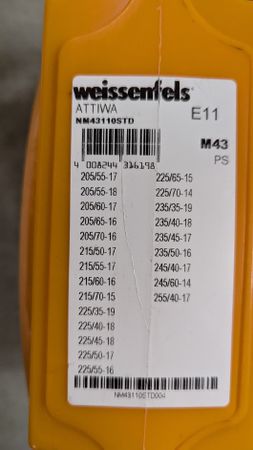 weissenfels®
ATTIWA
E11
NM43110STD
M43
PS
4 008244 316198
205/55-17
205/55-18
205/60-17
205/65-16
205/70-16
215/50-17
215/55-17
215/60-16
215/70-15
225/35-19
225/40-18
225/45-18
225/50-17
225/55-16
225/65-15
225/70-14
235/35-19
235/40-18
235/45-17
235/50-16
245/40-17
245/60-14
255/40-17
NM43110STD004